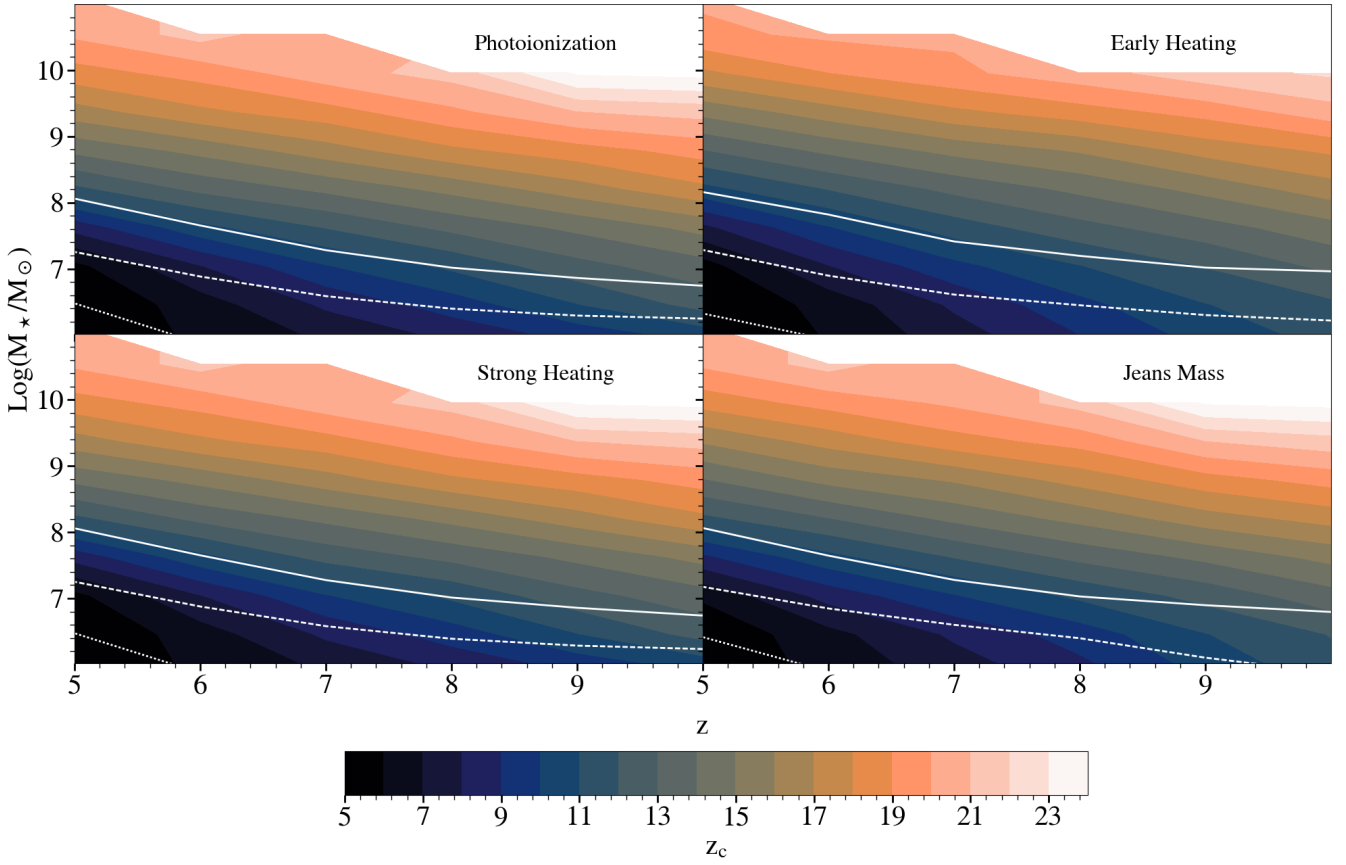 Photoionization
Early Heating
10
9
8
7
Strong Heating
Jeans Mass
10
9
8
7
Log(M⋆/M⊙)
5 6 7 8 9 5 6 7 8 9
z
5 7 9 11 13 15 17 19 21 23
z_c